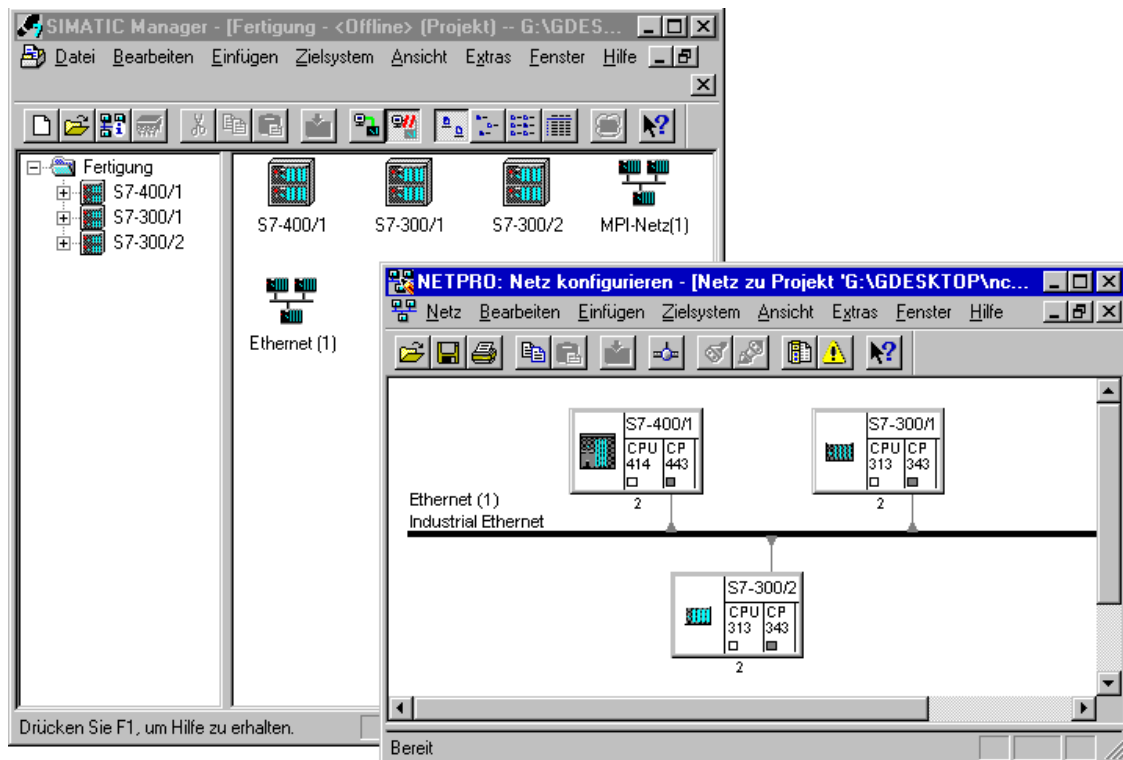 SIMATIC Manager - [Fertigung - <Offline> (Projekt) -- G:\GDES...
Datei Bearbeiten Einfügen Zielsystem Ansicht Extras Fenster Hilfe
Fertigung
S7-400/1
S7-300/1
S7-300/2
S7-400/1 S7-300/1 S7-300/2 MPI-Netz(1)
Ethernet (1)
Drücken Sie F1, um Hilfe zu erhalten.
NETPRO: Netz konfigurieren - [Netz zu Projekt 'G:\GDESKTOP\nc...
Netz Bearbeiten Einfügen Zielsystem Ansicht Extras Fenster Hilfe
S7-400/1
CPU CP
414 443
2
S7-300/1
CPU CP
313 343
2
Ethernet (1)
Industrial Ethernet
S7-300/2
CPU CP
313 343
2
Bereit